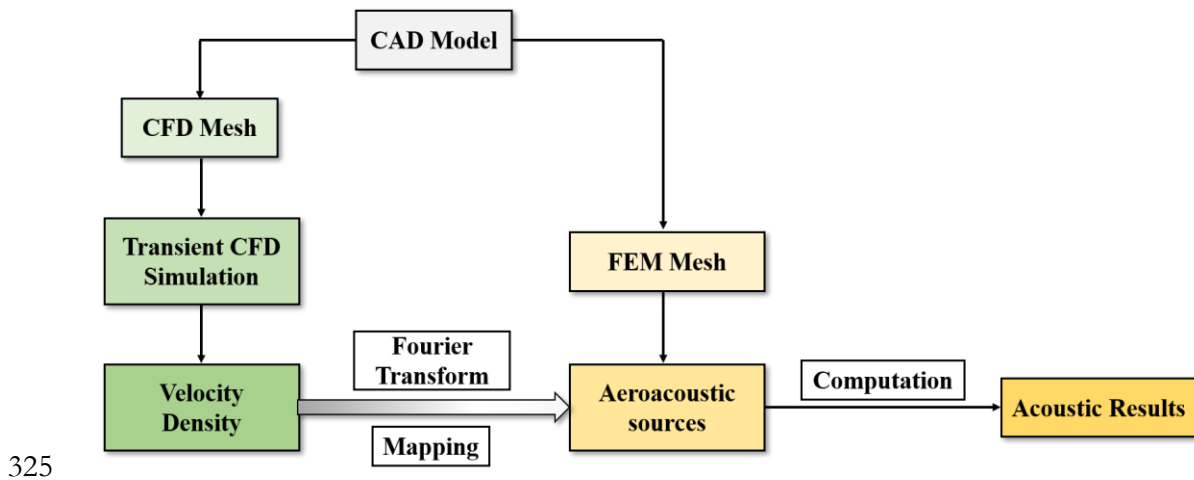 CAD Model
CFD Mesh
Transient CFD
Simulation
FEM Mesh
Velocity
Density
Fourier
Transform
Mapping
Aeroacoustic
sources
Computation
Acoustic Results
325